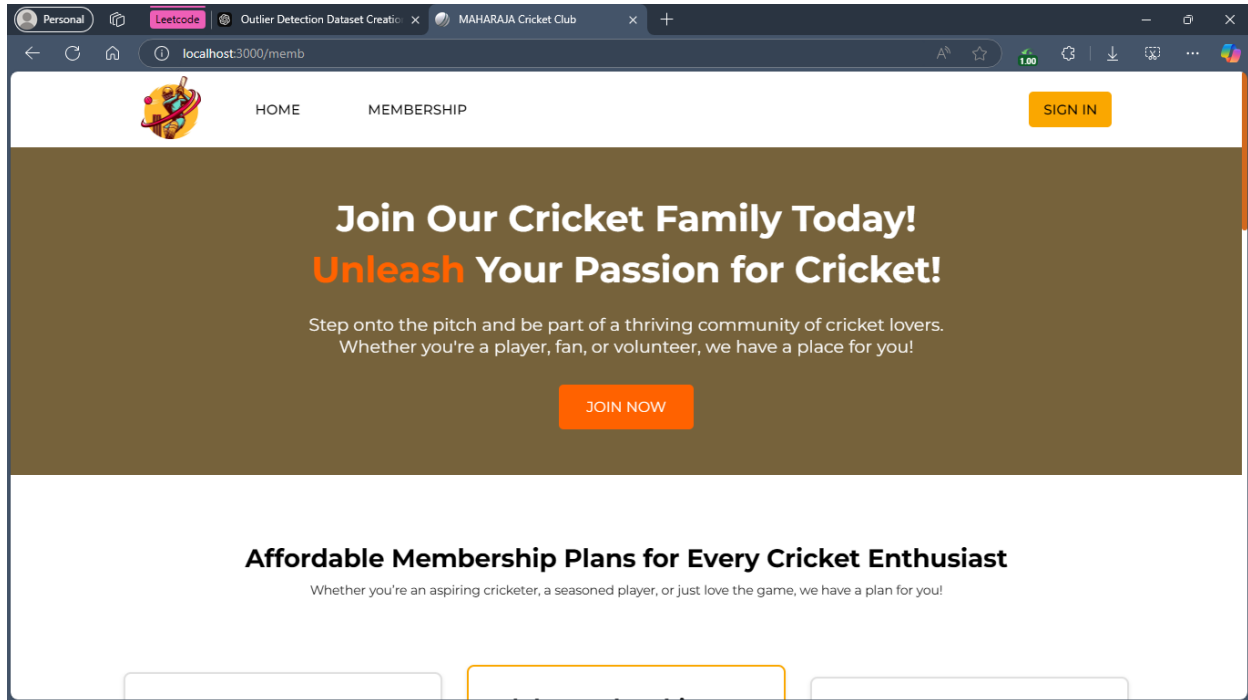 Personal
Leetcode
Outlier Detection Dataset Creatio
MAHARAJA Cricket Club
localhost:3000/memb
1.00
HOME
MEMBERSHIP
SIGN IN
Join Our Cricket Family Today!
Unleash Your Passion for Cricket!
Step onto the pitch and be part of a thriving community of cricket lovers.
Whether you're a player, fan, or volunteer, we have a place for you!
JOIN NOW
Affordable Membership Plans for Every Cricket Enthusiast
Whether you’re an aspiring cricketer, a seasoned player, or just love the game, we have a plan for you!